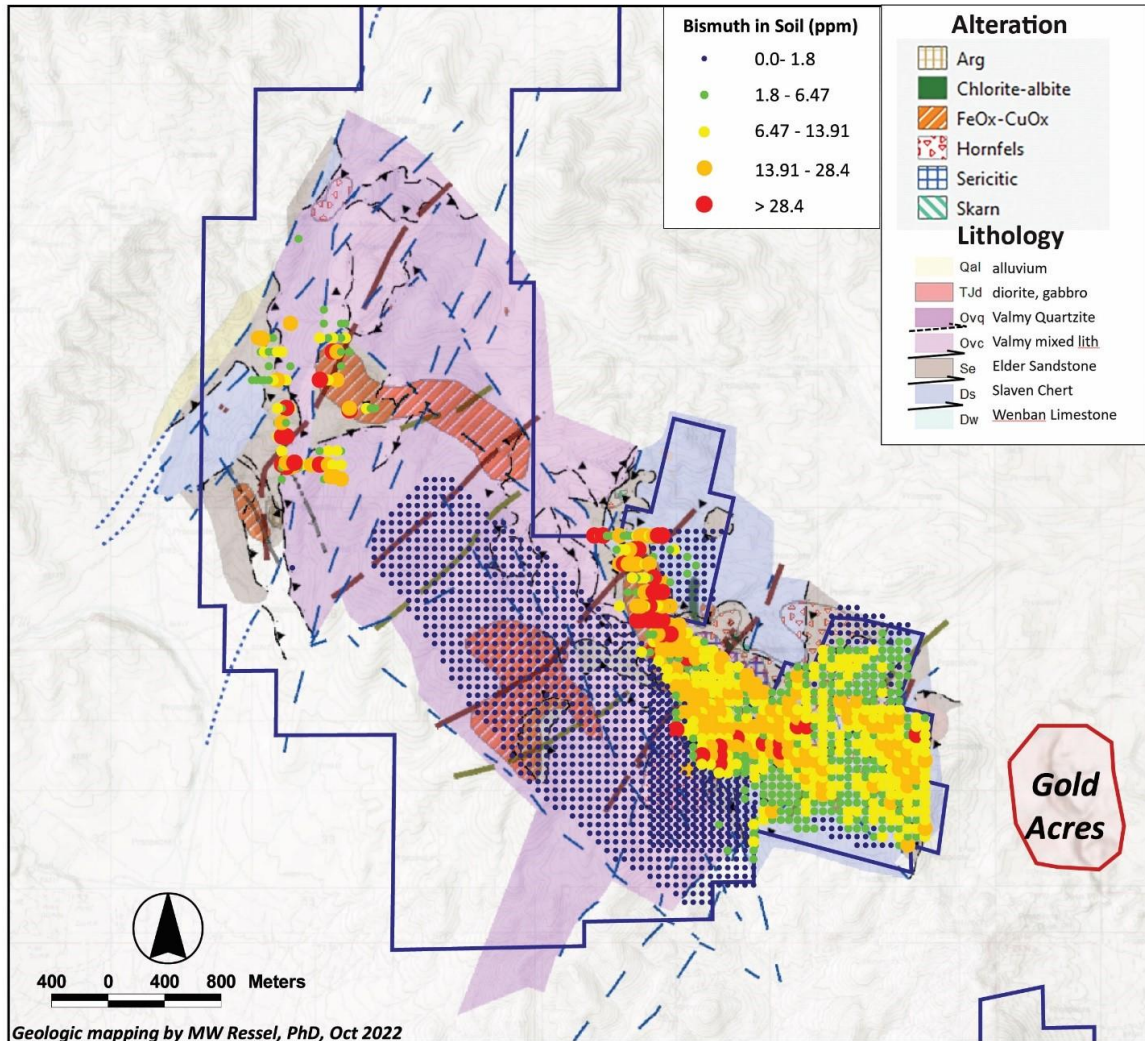 Bismuth in Soil (ppm)
0.0- 1.8
1.8 - 6.47
6.47 - 13.91
13.91 - 28.4
> 28.4
Alteration
Arg
Chlorite-albite
FeOx-CuOx
Hornfels
Sericitic
Skarn
Lithology
Qal alluvium
TJd diorite, gabbro
Ovq Valmy Quartzite
Ovc Valmy mixed lith
Se Elder Sandstone
Ds Slaven Chert
Dw Wenban Limestone
Gold
Acres
400 0 400 800 Meters
Geologic mapping by MW Ressel, PhD, Oct 2022